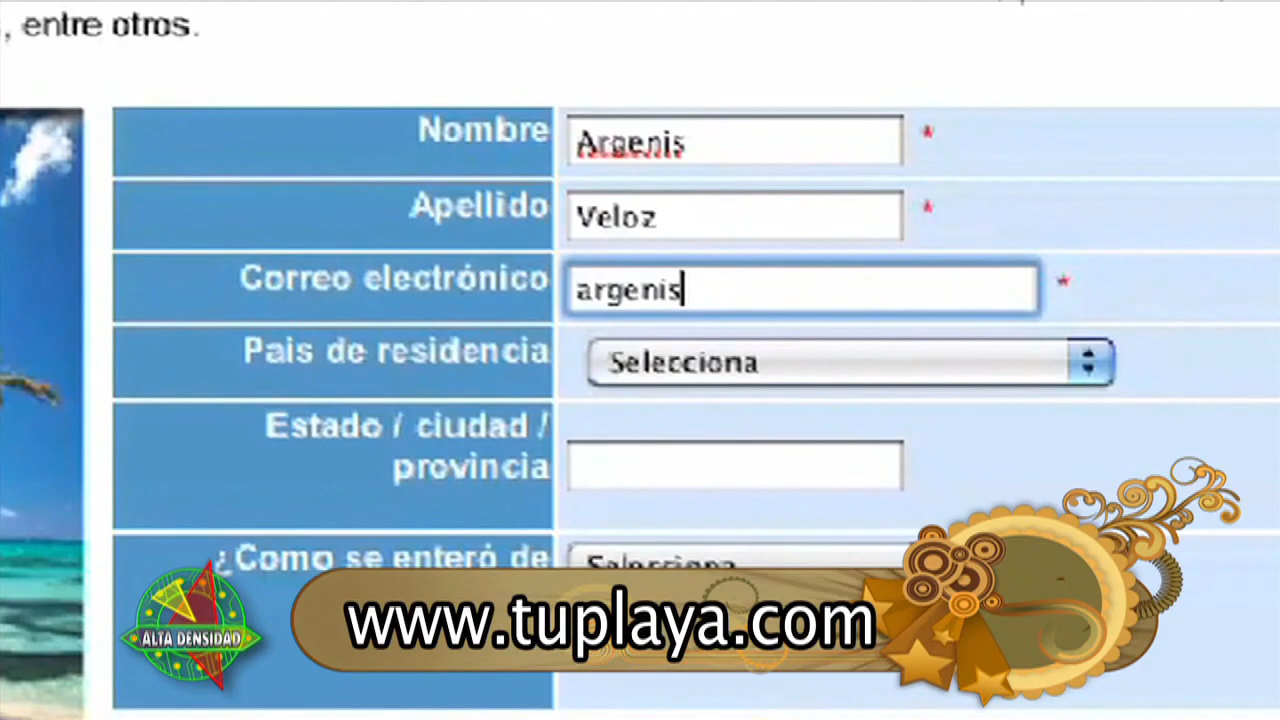 , entre otros.
Nombre Argenis *
Apellido Veloz *
Correo electrónico argenis *
Pais de residencia Selecciona
Estado / ciudad /
provincia
¿Como se enteró de Selecciona
ALTA DENSIDAD
www.tuplaya.com